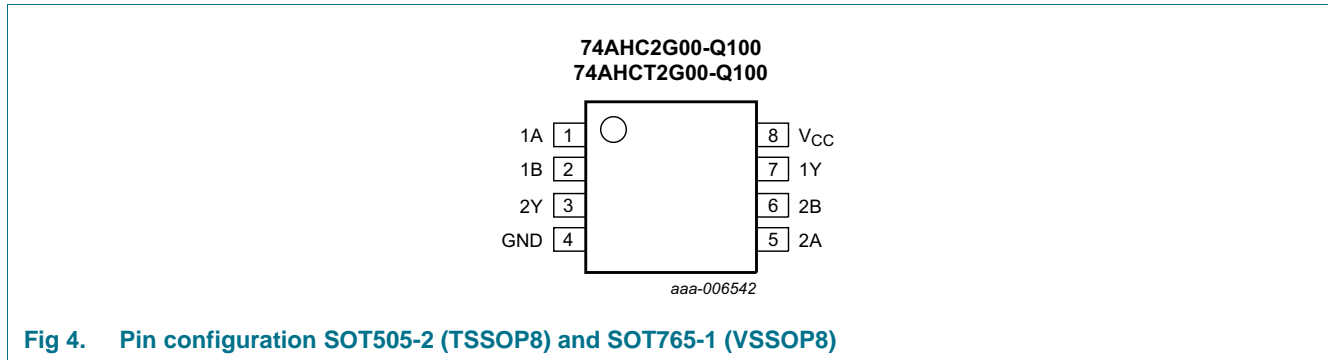 74AHC2G00-Q100
74AHCT2G00-Q100
1A 1 8 VCC
1B 2 7 1Y
2Y 3 6 2B
GND 4 5 2A
aaa-006542
Fig 4. Pin configuration SOT505-2 (TSSOP8) and SOT765-1 (VSSOP8)